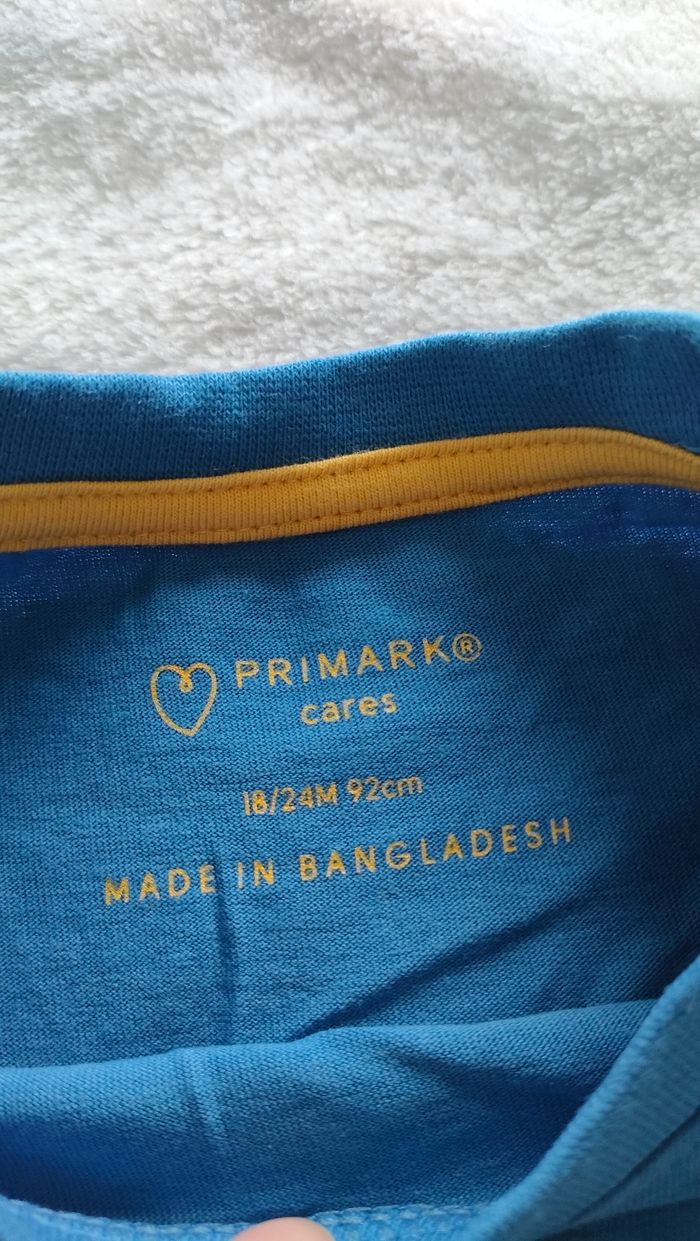 PRIMARK®
cares
18/24M 92cm
MADE IN BANGLADESH